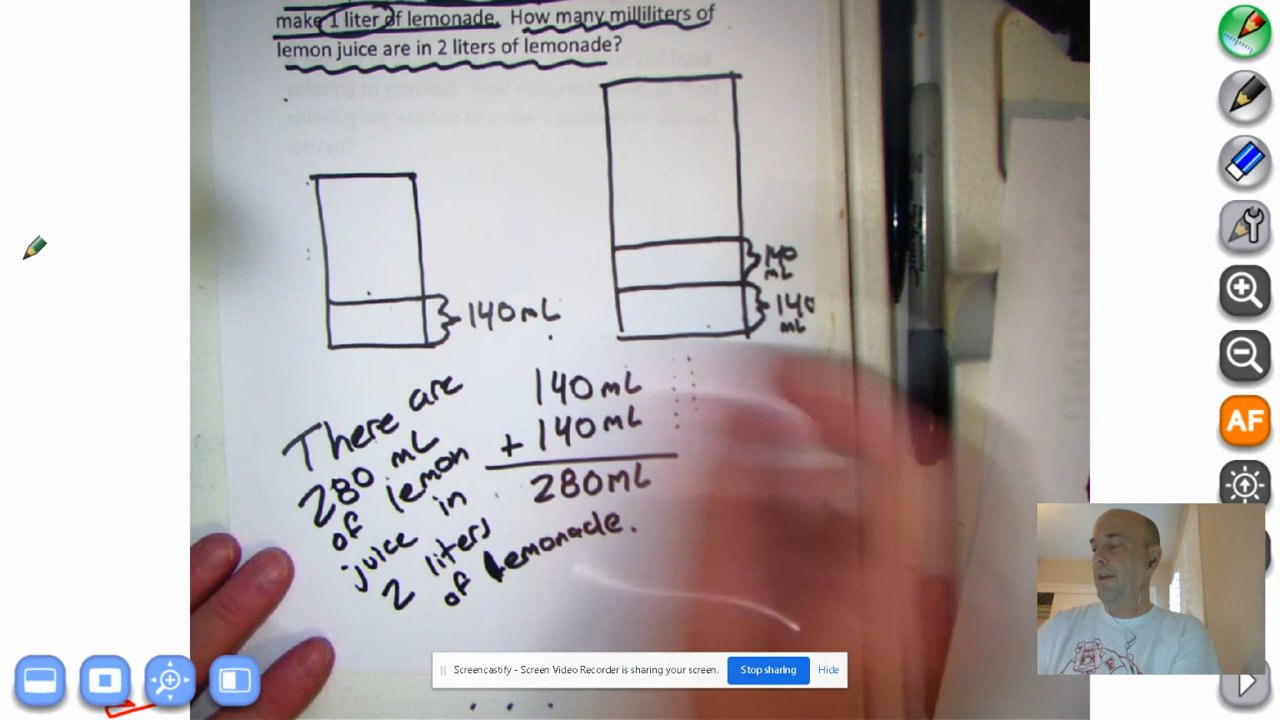 make 1 liter of lemonade. How many milliliters of
lemon juice are in 2 liters of lemonade?
140 mL
140
mL
140
mL
140 mL
+ 140 mL
280 mL
There are
280 mL
of lemon
juice in
2 liters
of lemonade.
AF
Screencastify - Screen Video Recorder is sharing your screen.
Stop sharing
Hide